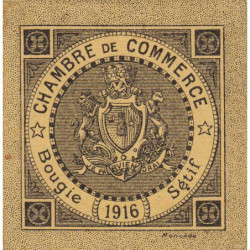 CHAMBRE DE COMMERCE
Bougie
Sétif
1916